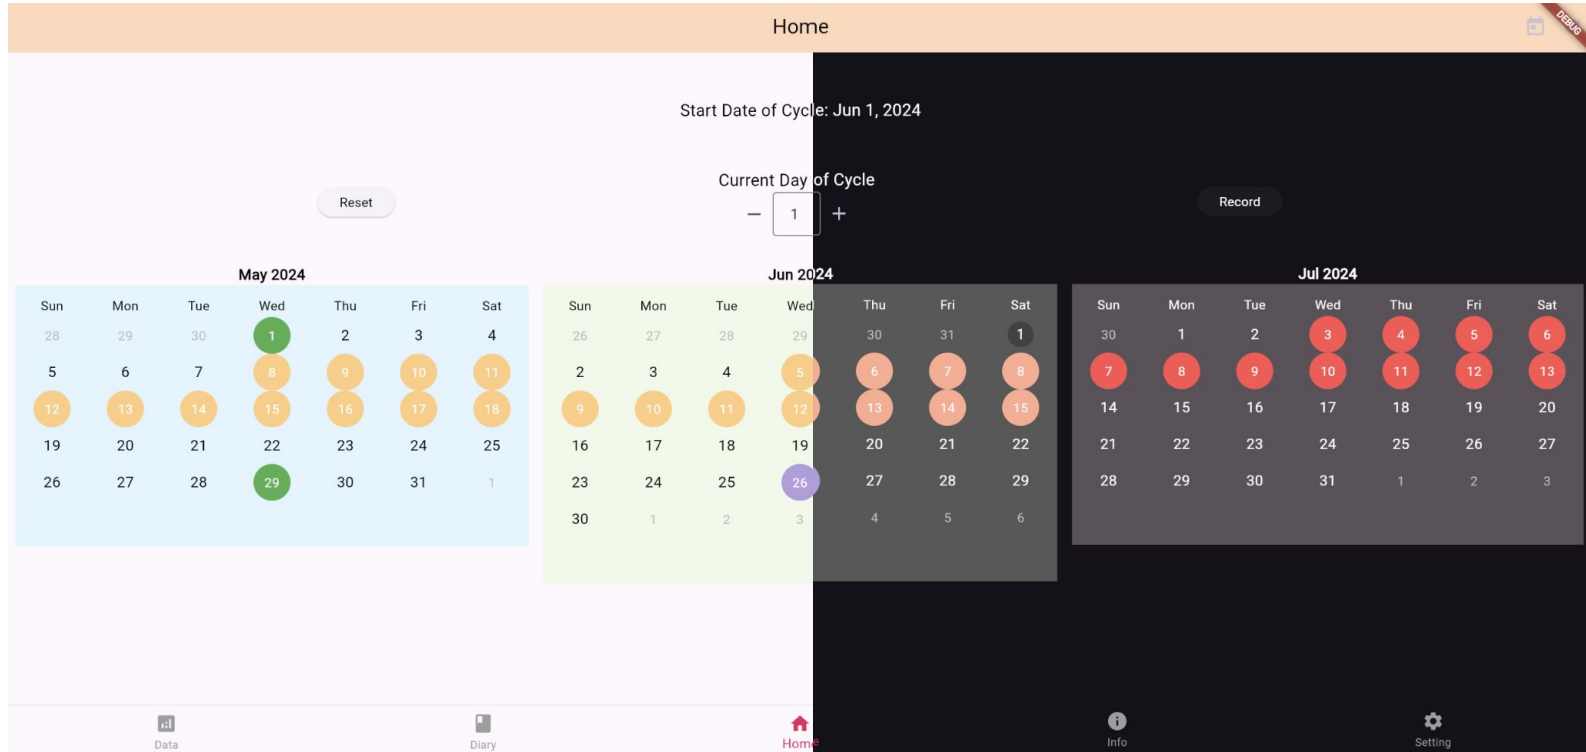 Home
DEBUG
Start Date of Cycle: Jun 1, 2024
Current Day of Cycle
Reset
− 1 +
Record
May 2024
Sun Mon Tue Wed Thu Fri Sat
28 29 30 1 2 3 4
5 6 7 8 9 10 11
12 13 14 15 16 17 18
19 20 21 22 23 24 25
26 27 28 29 30 31 1
Jun 2024
Sun Mon Tue Wed Thu Fri Sat
26 27 28 29 30 31 1
2 3 4 5 6 7 8
9 10 11 12 13 14 15
16 17 18 19 20 21 22
23 24 25 26 27 28 29
30 1 2 3 4 5 6
Jul 2024
Sun Mon Tue Wed Thu Fri Sat
30 1 2 3 4 5 6
7 8 9 10 11 12 13
14 15 16 17 18 19 20
21 22 23 24 25 26 27
28 29 30 31 1 2 3
Data
Diary
Home
Info
Setting